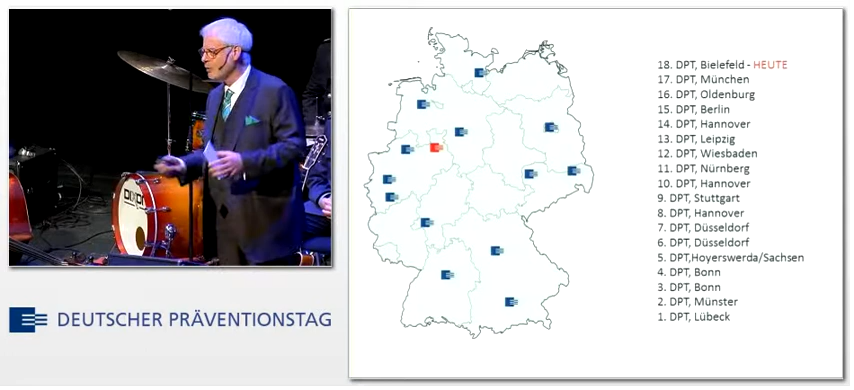 DIXON
DEUTSCHER PRÄVENTIONSTAG
18. DPT, Bielefeld - HEUTE
17. DPT, München
16. DPT, Oldenburg
15. DPT, Berlin
14. DPT, Hannover
13. DPT, Leipzig
12. DPT, Wiesbaden
11. DPT, Nürnberg
10. DPT, Hannover
9. DPT, Stuttgart
8. DPT, Hannover
7. DPT, Düsseldorf
6. DPT, Düsseldorf
5. DPT,Hoyerswerda/Sachsen
4. DPT, Bonn
3. DPT, Bonn
2. DPT, Münster
1. DPT, Lübeck